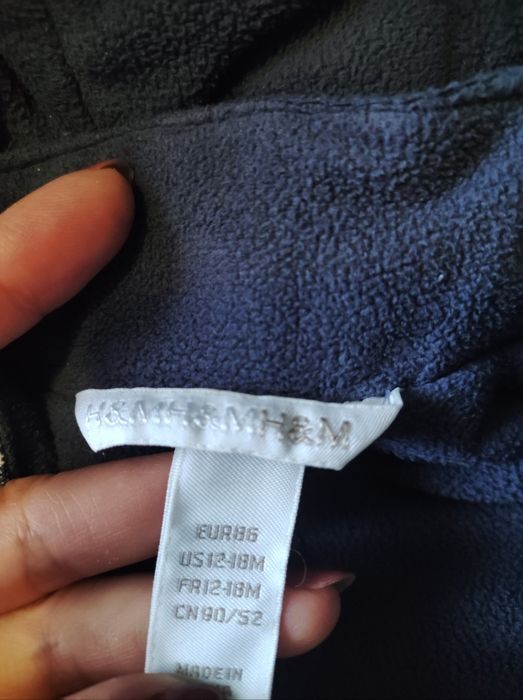 H&MH&MH&M
EUR86
US12-18M
FR12-18M
CN90/52
MADE IN